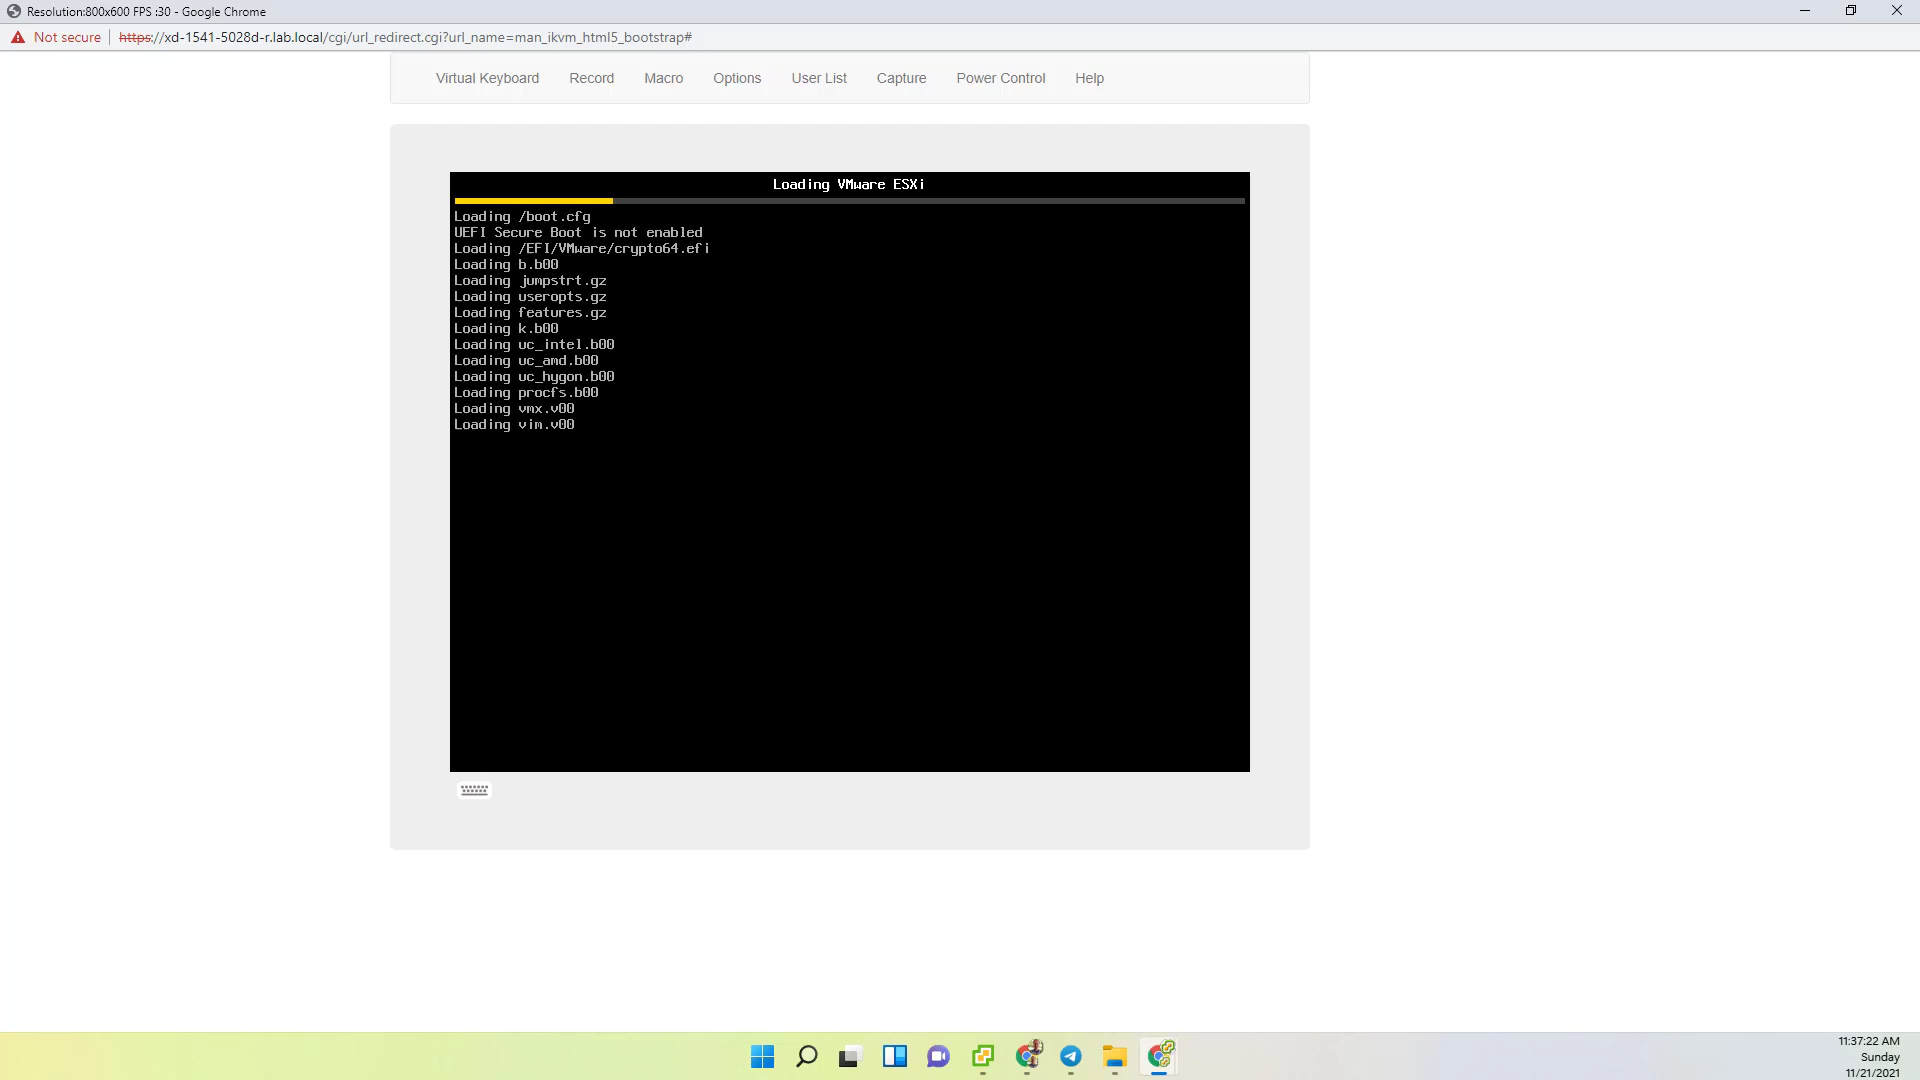 Resolution:800x600 FPS :30 - Google Chrome
Not secure https://xd-1541-5028d-r.lab.local/cgi/url_redirect.cgi?url_name=man_ikvm_html5_bootstrap#
Virtual Keyboard Record Macro Options User List Capture Power Control Help
Loading VMware ESXi
Loading /boot.cfg
UEFI Secure Boot is not enabled
Loading /EFI/VMware/crypto64.efi
Loading b.b00
Loading jumpstrt.gz
Loading useropts.gz
Loading features.gz
Loading k.b00
Loading uc_intel.b00
Loading uc_amd.b00
Loading uc_hygon.b00
Loading procfs.b00
Loading vmx.v00
Loading vim.v00
11:37:22 AM
Sunday
11/21/2021